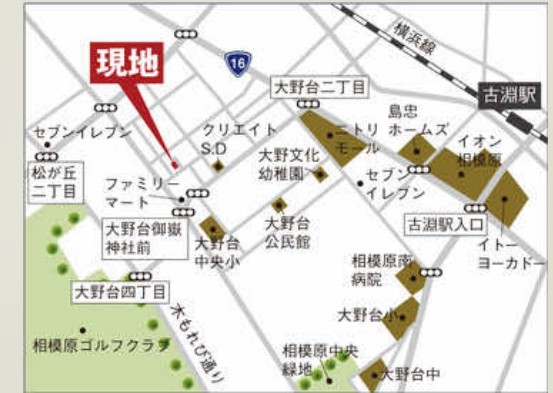 横浜線
16
現地
大野台二丁目
古淵駅
島忠
ホームズ
セブンイレブン
クリエイト
S.D
ニトリ
モール
イオン
相模原
松が丘
二丁目
大野文化
幼稚園
セブン
イレブン
ファミリー
マート
大野台御嶽
神社前
大野台
中央小
大野台
公民館
古淵駅入口
イトー
ヨーカドー
大野台四丁目
相模原南
病院
木もれび通り
大野台小
相模原ゴルフクラブ
相模原中央
緑地
大野台中